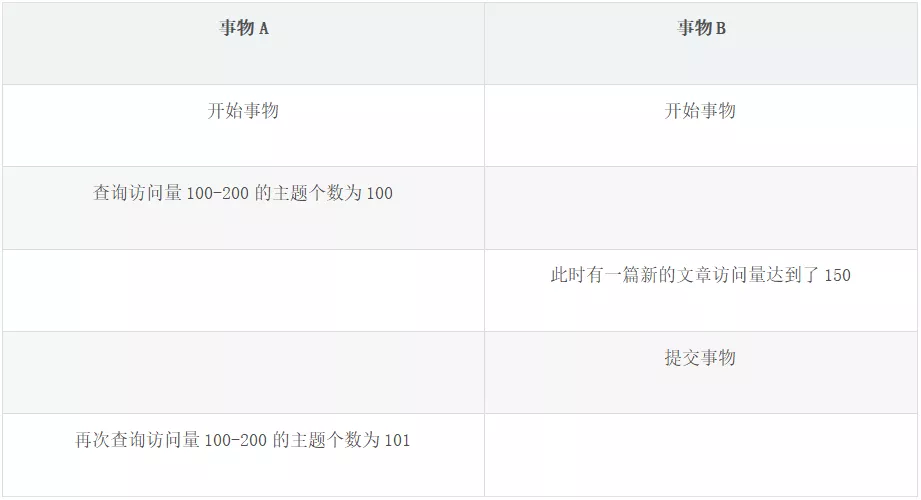 事物 A
事物 B
开始事物
开始事物
查询访问量 100-200 的主题个数为 100
此时有一篇新的文章访问量达到了 150
提交事物
再次查询访问量 100-200 的主题个数为 101